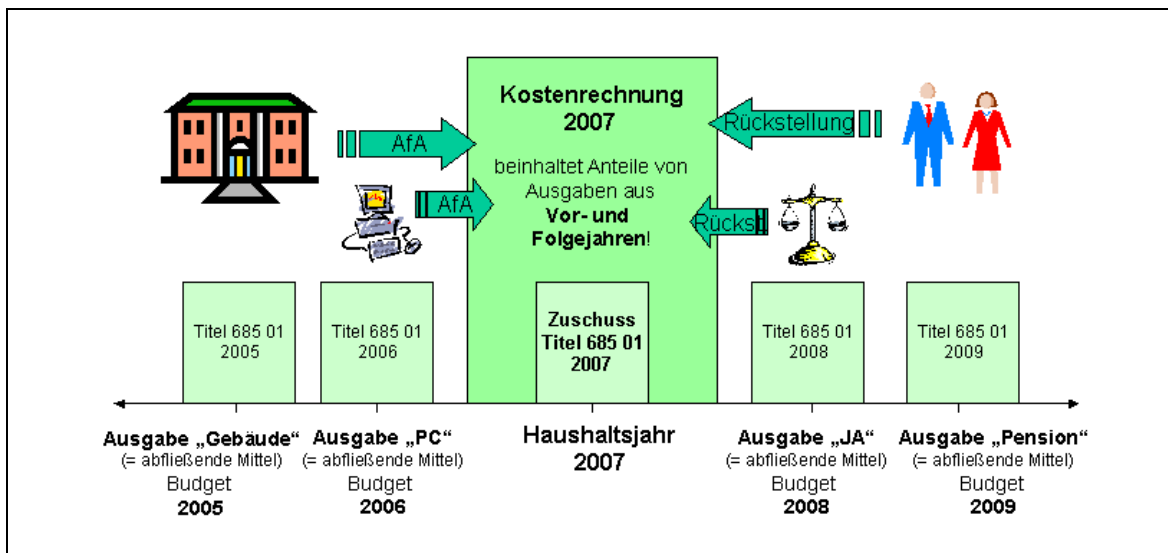 Kostenrechnung
2007
beinhaltet Anteile von
Ausgaben aus
Vor- und
Folgejahren!
AfA
AfA
Rückstellung
Rückst.
Titel 685 01
2005
Titel 685 01
2006
Zuschuss
Titel 685 01
2007
Titel 685 01
2008
Titel 685 01
2009
Ausgabe „Gebäude“
(= abfließende Mittel)
Budget
2005
Ausgabe „PC“
(= abfließende Mittel)
Budget
2006
Haushaltsjahr
2007
Ausgabe „JA“
(= abfließende Mittel)
Budget
2008
Ausgabe „Pension“
(= abfließende Mittel)
Budget
2009